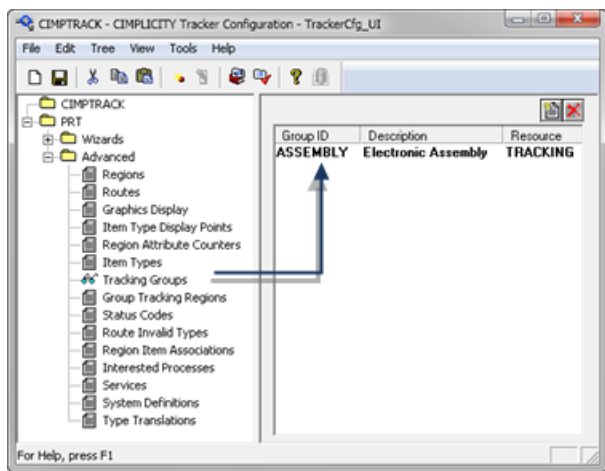 CIMPTRACK - CIMPLICITY Tracker Configuration - TrackerCfg_UI
File Edit Tree View Tools Help
CIMPTRACK
PRT
Wizards
Advanced
Regions
Routes
Graphics Display
Item Type Display Points
Region Attribute Counters
Item Types
Tracking Groups
Group Tracking Regions
Status Codes
Route Invalid Types
Region Item Associations
Interested Processes
Services
System Definitions
Type Translations
Group ID Description Resource
ASSEMBLY Electronic Assembly TRACKING
For Help, press F1